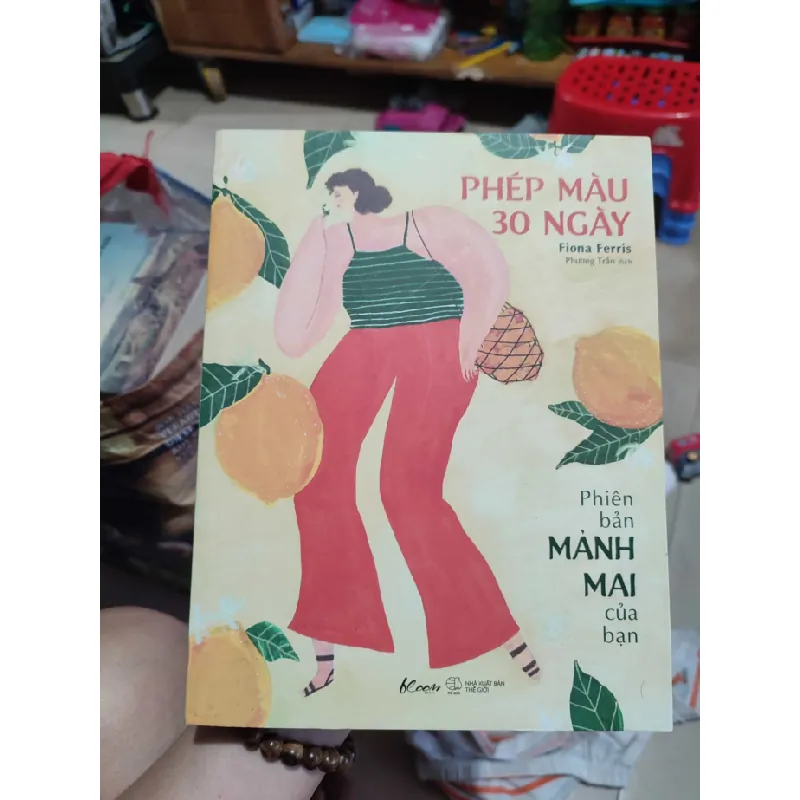 PHÉP MÀU
30 NGÀY
Fiona Ferris
Phương Trần dịch
Phiên
bản
MẢNH
MAI
của
bạn
bloom
NHÀ XUẤT BẢN
THẾ GIỚI